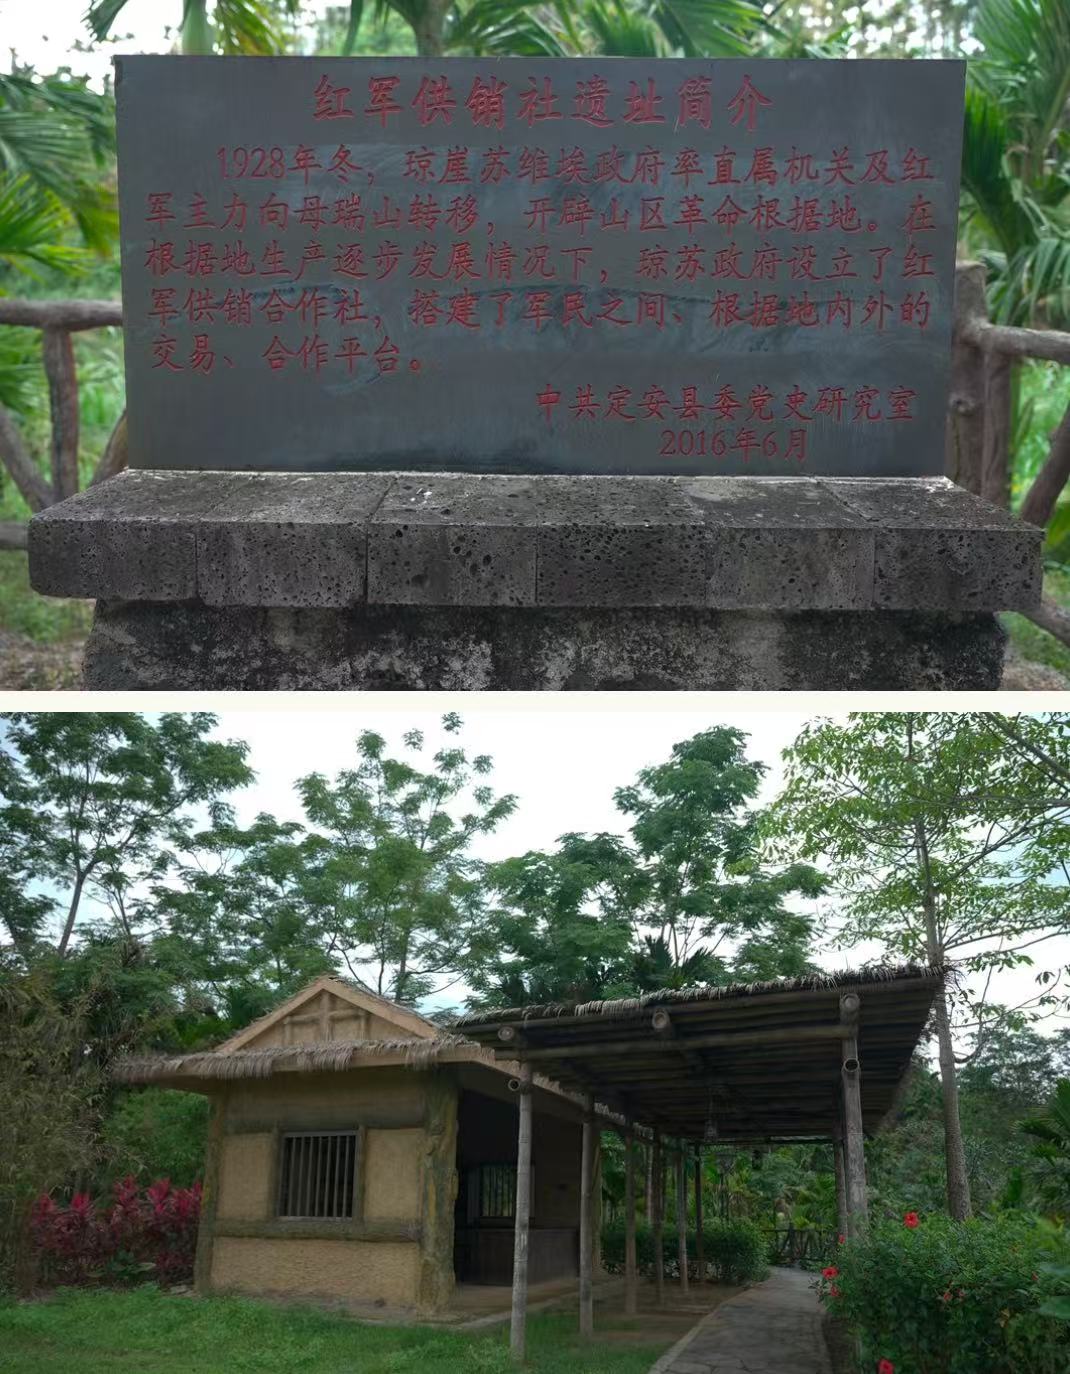 红军供销社遗址简介
1928年冬，琼崖苏维埃政府率直属机关及红
军主力向母瑞山转移，开辟山区革命根据地。在
根据地生产逐步发展情况下，琼苏政府设立了红
军供销合作社，搭建了军民之间、根据地内外的
交易、合作平台。
中共定安县委党史研究室
2016年6月